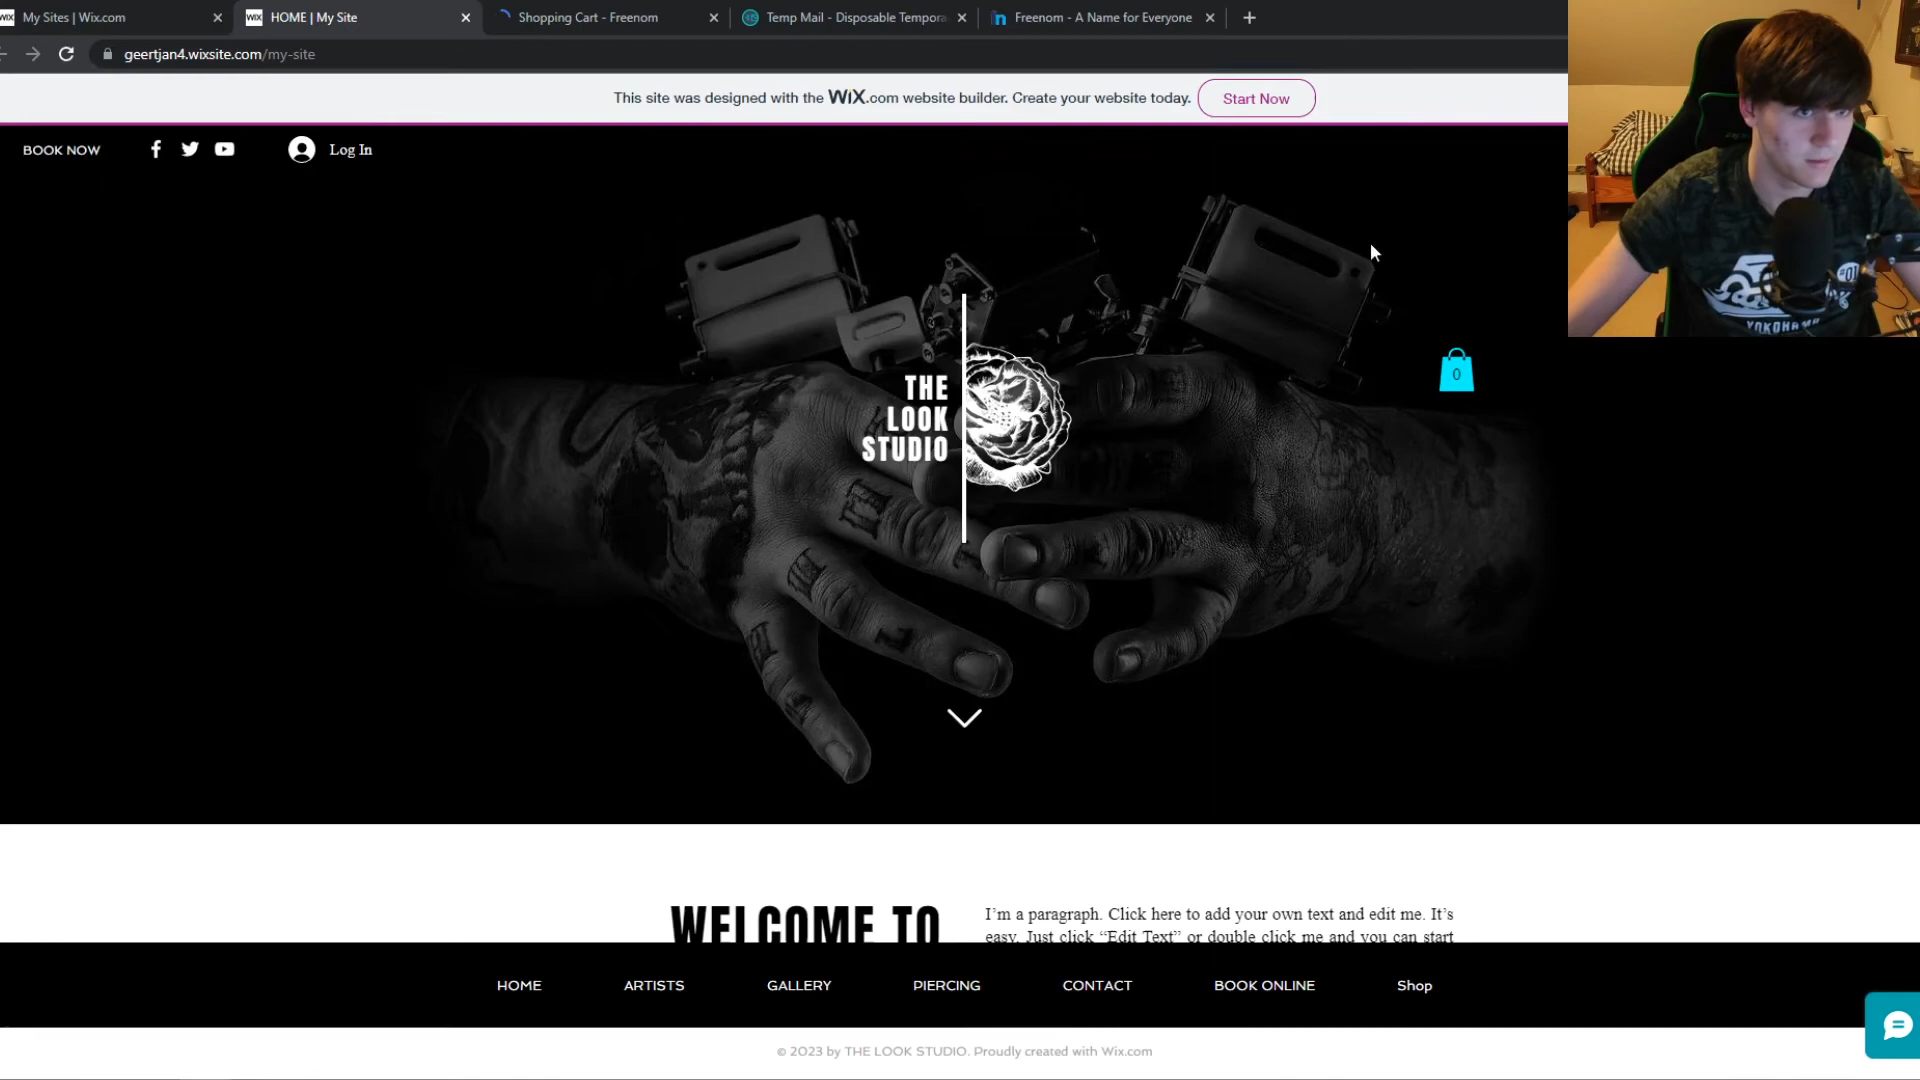 My Sites | Wix.com
HOME | My Site
Shopping Cart - Freenom
Temp Mail - Disposable Tempora
Freenom - A Name for Everyone
geertjan4.wixsite.com/my-site
This site was designed with the WiX.com website builder. Create your website today.
Start Now
BOOK NOW
Log In
0
THE
LOOK
STUDIO
WELCOME TO
I'm a paragraph. Click here to add your own text and edit me. It's
easy. Just click “Edit Text” or double click me and you can start
HOME
ARTISTS
GALLERY
PIERCING
CONTACT
BOOK ONLINE
Shop
© 2023 by THE LOOK STUDIO. Proudly created with Wix.com
YOKOHAMA